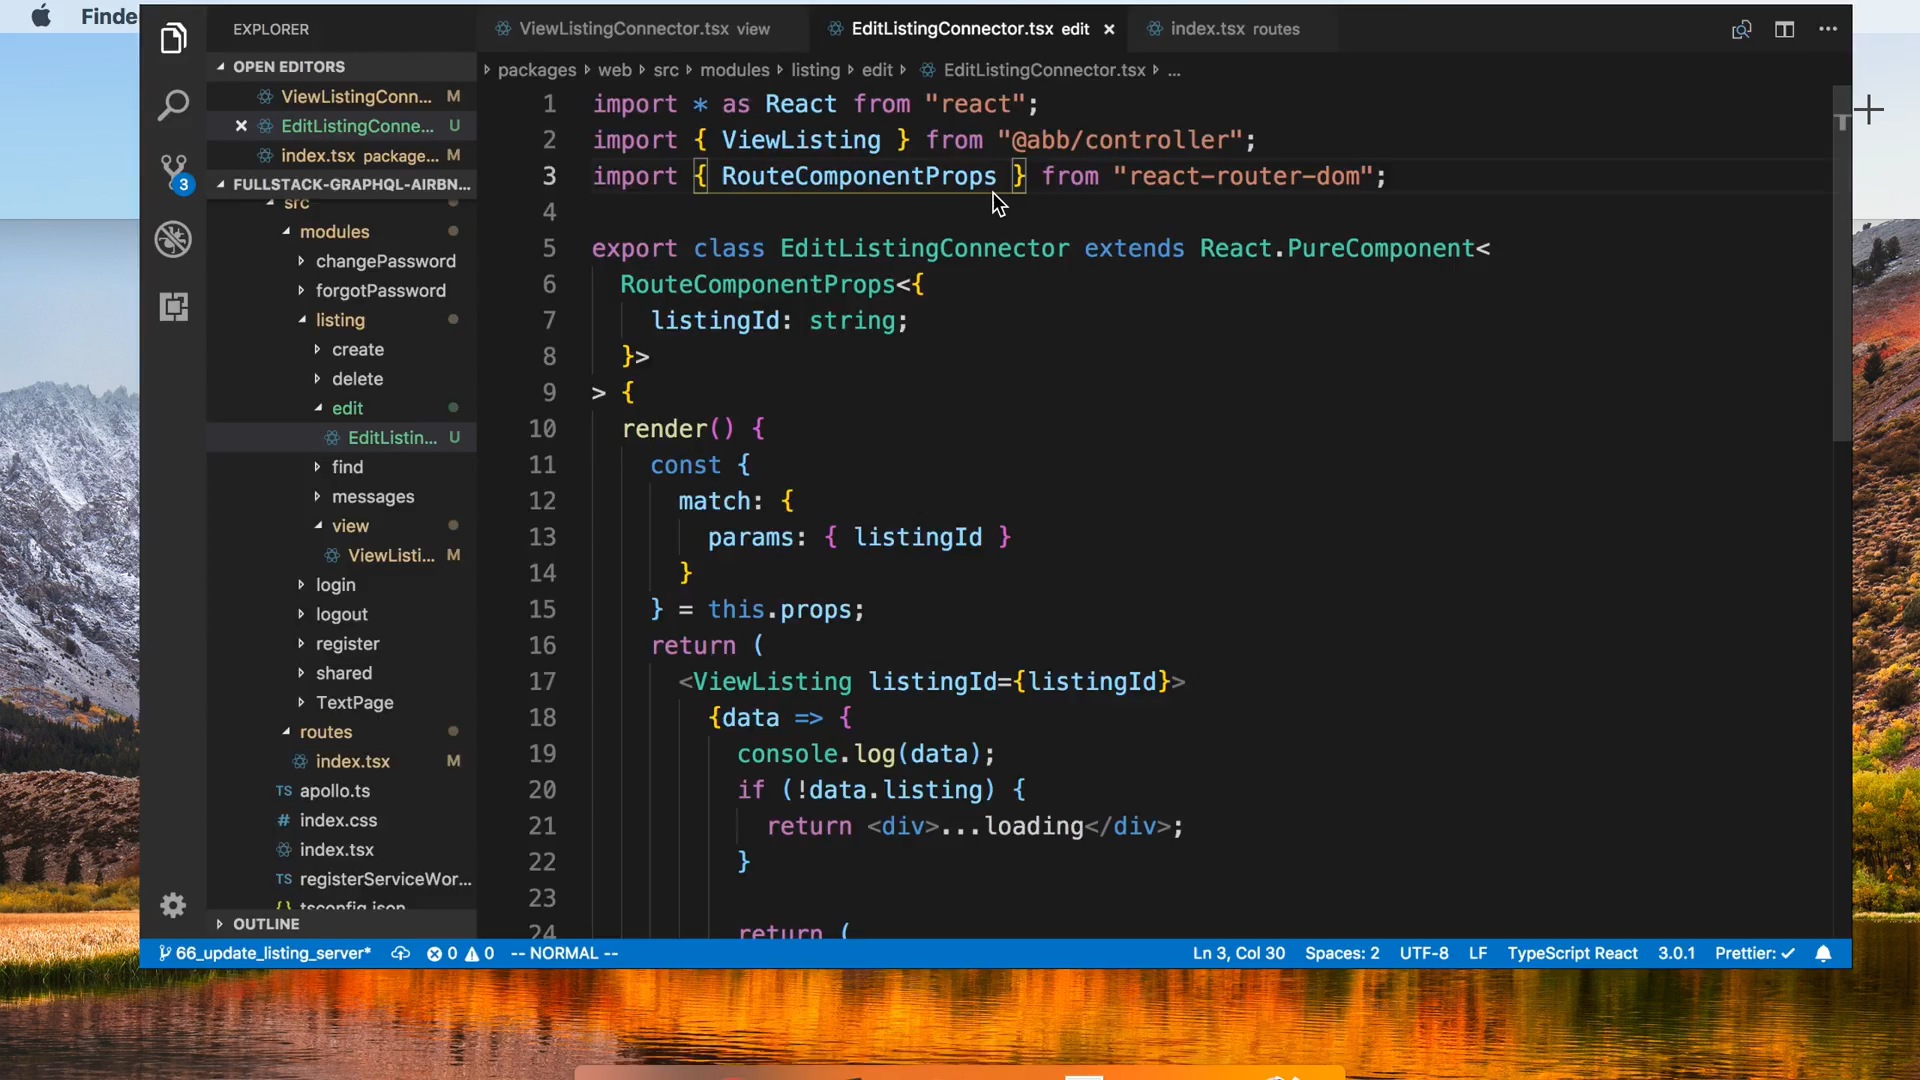 Finde
EXPLORER
ViewListingConnector.tsx view
EditListingConnector.tsx edit ×
index.tsx routes
OPEN EDITORS
ViewListingConn... M
EditListingConne... U
index.tsx package... M
FULLSTACK-GRAPHQL-AIRBN...
src
modules
changePassword
forgotPassword
listing
create
delete
edit
EditListin... U
find
messages
view
ViewListi... M
login
logout
register
shared
TextPage
routes
index.tsx M
TS apollo.ts
# index.css
index.tsx
TS registerServiceWor...
{} tsconfig.json
OUTLINE
3
packages web src modules listing edit EditListingConnector.tsx ...
1 import * as React from "react";
2 import { ViewListing } from "@abb/controller";
3 import { RouteComponentProps } from "react-router-dom";
4
5 export class EditListingConnector extends React.PureComponent<
6 RouteComponentProps<{
7 listingId: string;
8 }>
9 > {
10 render() {
11 const {
12 match: {
13 params: { listingId }
14 }
15 } = this.props;
16 return (
17 <ViewListing listingId={listingId}>
18 {data => {
19 console.log(data);
20 if (!data.listing) {
21 return <div>...loading</div>;
22 }
23
24 return (
66_update_listing_server* 0 0 -- NORMAL -- Ln 3, Col 30 Spaces: 2 UTF-8 LF TypeScript React 3.0.1 Prettier: ✓